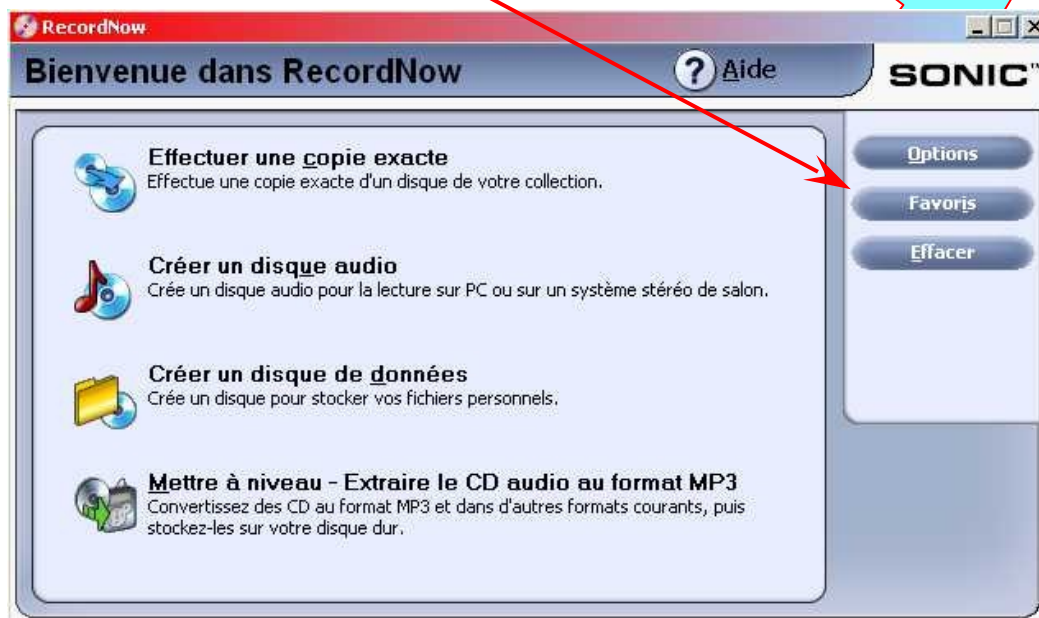 RecordNow
Bienvenue dans RecordNow
? Aide
SONIC™
Effectuer une copie exacte
Effectue une copie exacte d'un disque de votre collection.
Créer un disque audio
Crée un disque audio pour la lecture sur PC ou sur un système stéréo de salon.
Créer un disque de données
Crée un disque pour stocker vos fichiers personnels.
Mettre à niveau - Extraire le CD audio au format MP3
Convertissez des CD au format MP3 et dans d'autres formats courants, puis
stockez-les sur votre disque dur.
Options
Favoris
Effacer